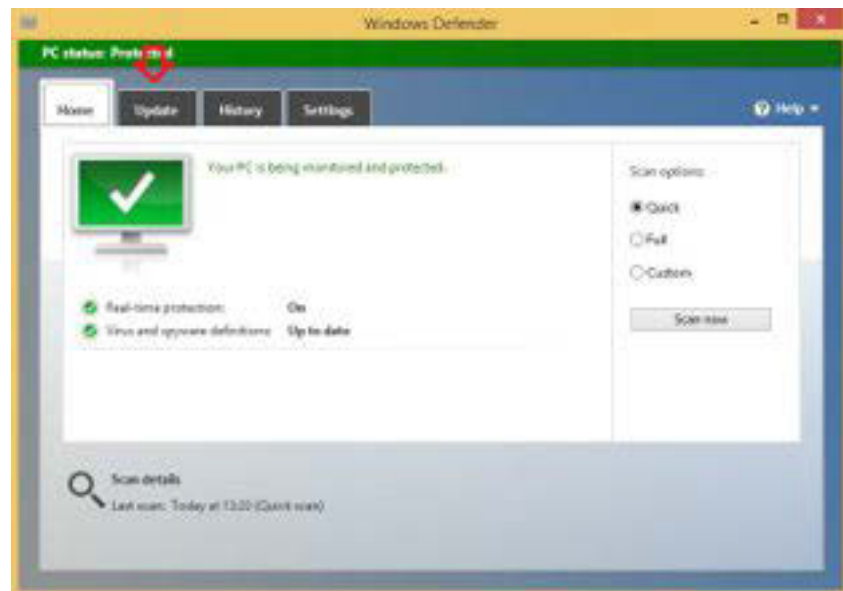 Windows Defender
PC status: Protected
Home Update History Settings
Help
Your PC is being monitored and protected.
Scan options:
Quick
Full
Custom
Real-time protection: On
Virus and spyware definitions: Up to date
Scan now
Scan details
Last scan: Today at (Quick scan)